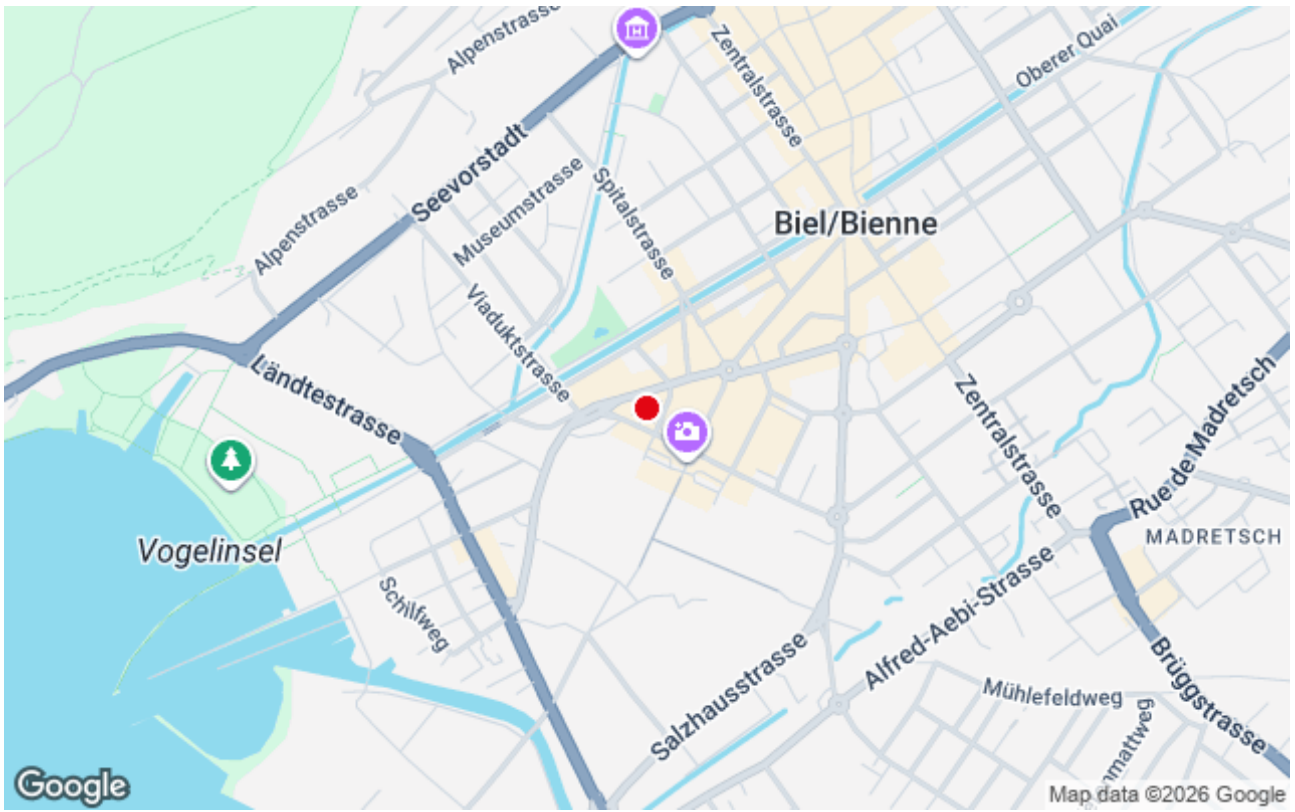 Alpenstrasse
Zentralstrasse
Oberer Quai
Seevorstadt
Museumstrasse
Spitalstrasse
Alpenstrasse
Biel/Bienne
Viaduktstrasse
Ländtestrasse
Zentralstrasse
Rue de Madretsch
Vogelinsel
MADRETSCH
Schilfweg
Alfred-Aebi-Strasse
Salzhausstrasse
Mühlefeldweg
Brüggstrasse
Google
Map data ©2026 Google